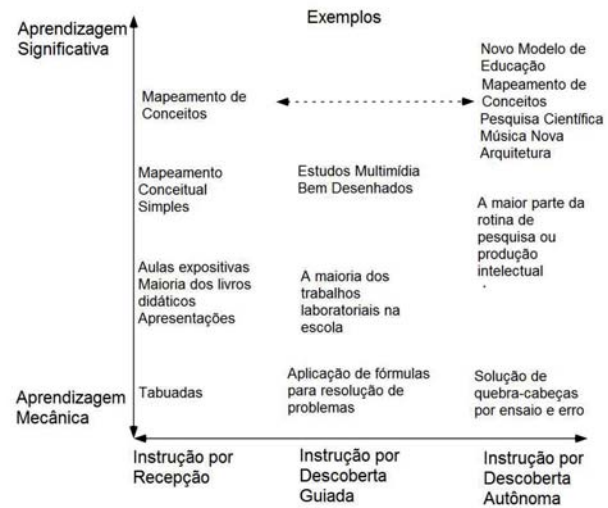 Exemplos
Aprendizagem
Significativa
Mapeamento de
Conceitos
Novo Modelo de
Educação
Mapeamento de
Conceitos
Pesquisa Científica
Música Nova
Arquitetura
Mapeamento
Conceitual
Simples
Estudos Multimídia
Bem Desenhados
A maior parte da
rotina de
pesquisa ou
produção
intelectual
Aulas expositivas
Maioria dos livros
didáticos
Apresentações
A maioria dos
trabalhos
laboratoriais na
escola
Aprendizagem
Mecânica
Tabuadas
Aplicação de fórmulas
para resolução de
problemas
Solução de
quebra-cabeças
por ensaio e erro
Instrução por
Recepção
Instrução por
Descoberta
Guiada
Instrução por
Descoberta
Autônoma